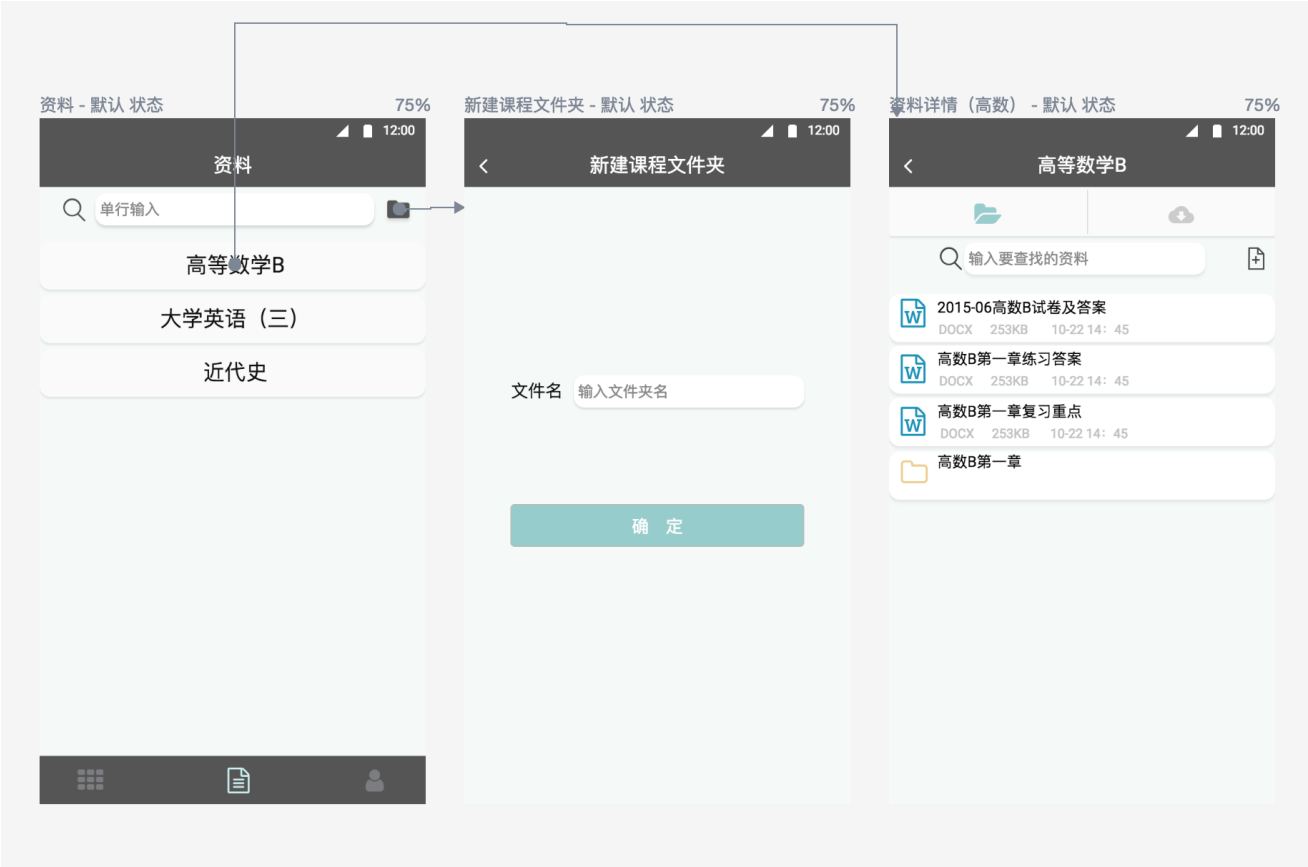 资料 - 默认 状态
75%
12:00
资料
单行输入
高等数学B
大学英语（三）
近代史
新建课程文件夹 - 默认 状态
75%
12:00
新建课程文件夹
文件名
输入文件夹名
确 定
资料详情（高数） - 默认 状态
75%
12:00
高等数学B
输入要查找的资料
W
2015-06高数B试卷及答案
DOCX 253KB 10-22 14：45
W
高数B第一章练习答案
DOCX 253KB 10-22 14：45
W
高数B第一章复习重点
DOCX 253KB 10-22 14：45
高数B第一章